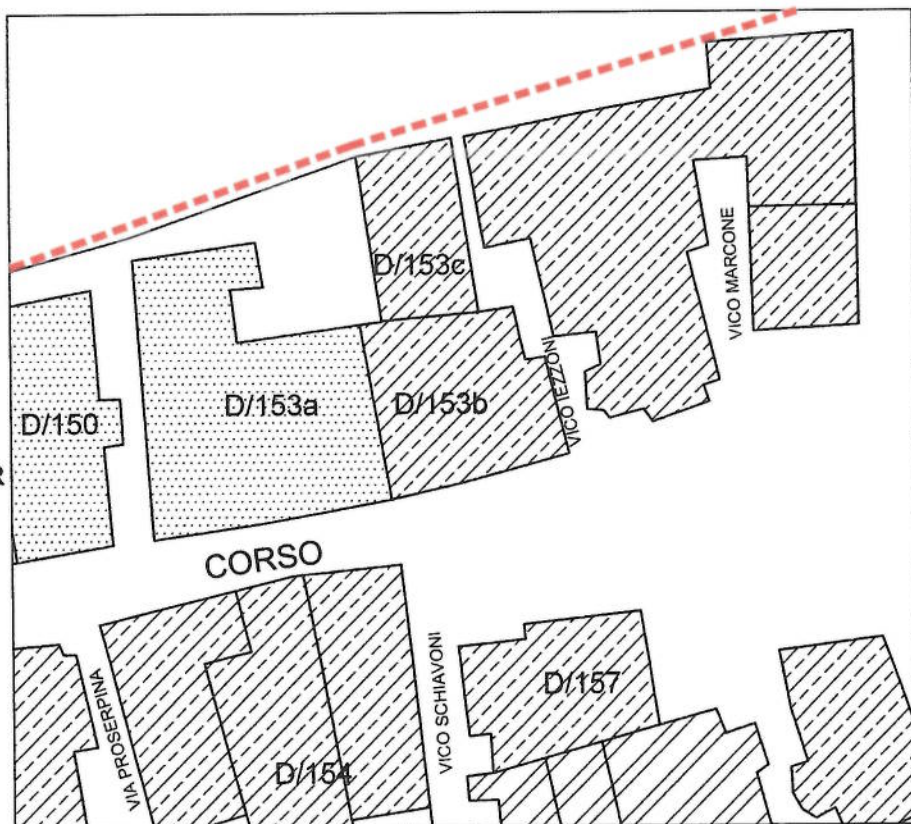 D/153c
VICO MARCONE
D/150
D/153a
D/153b
VICO IEZZONI
CORSO
VIA PROSERPINA
D/154
VICO SCHIAVONI
D/157